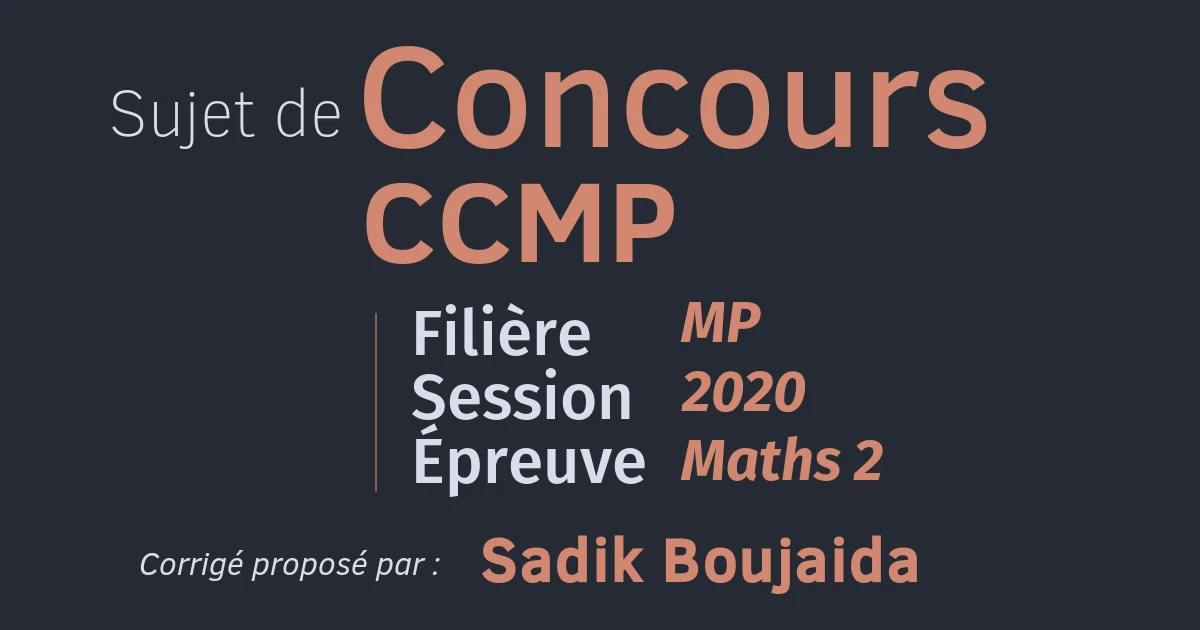 Sujet de Concours
CCMP
Filière MP
Session 2020
Épreuve Maths 2
Corrigé proposé par : Sadik Boujaida